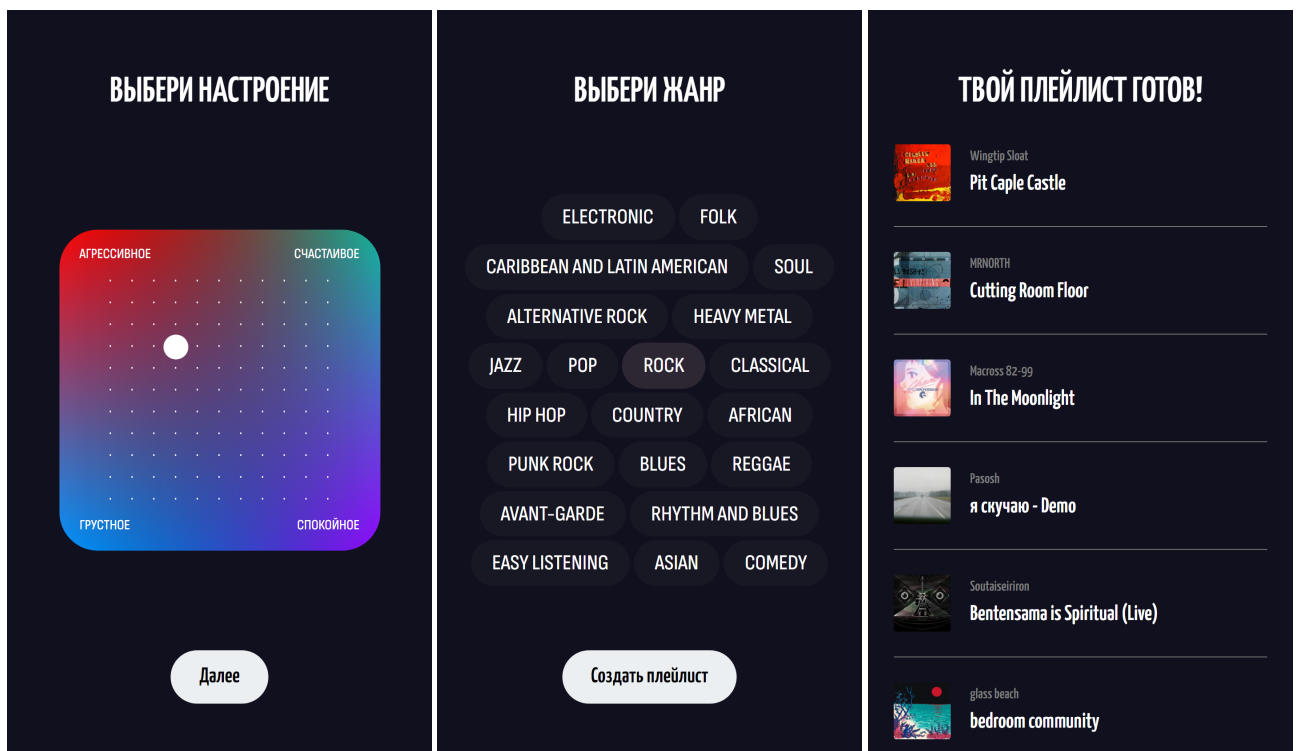 ВЫБЕРИ НАСТРОЕНИЕ
АГРЕССИВНОЕ СЧАСТЛИВОЕ
ГРУСТНОЕ СПОКОЙНОЕ
Далее
ВЫБЕРИ ЖАНР
ELECTRONIC FOLK
CARIBBEAN AND LATIN AMERICAN SOUL
ALTERNATIVE ROCK HEAVY METAL
JAZZ POP ROCK CLASSICAL
HIP HOP COUNTRY AFRICAN
PUNK ROCK BLUES REGGAE
AVANT-GARDE RHYTHM AND BLUES
EASY LISTENING ASIAN COMEDY
Создать плейлист
ТВОЙ ПЛЕЙЛИСТ ГОТОВ!
Wingtip Sloat
Pit Caple Castle
MRNORTH
Cutting Room Floor
Macross 82-99
In The Moonlight
Pasosh
я скучаю - Demo
Soutaiseiriron
Bentensama is Spiritual (Live)
glass beach
bedroom community